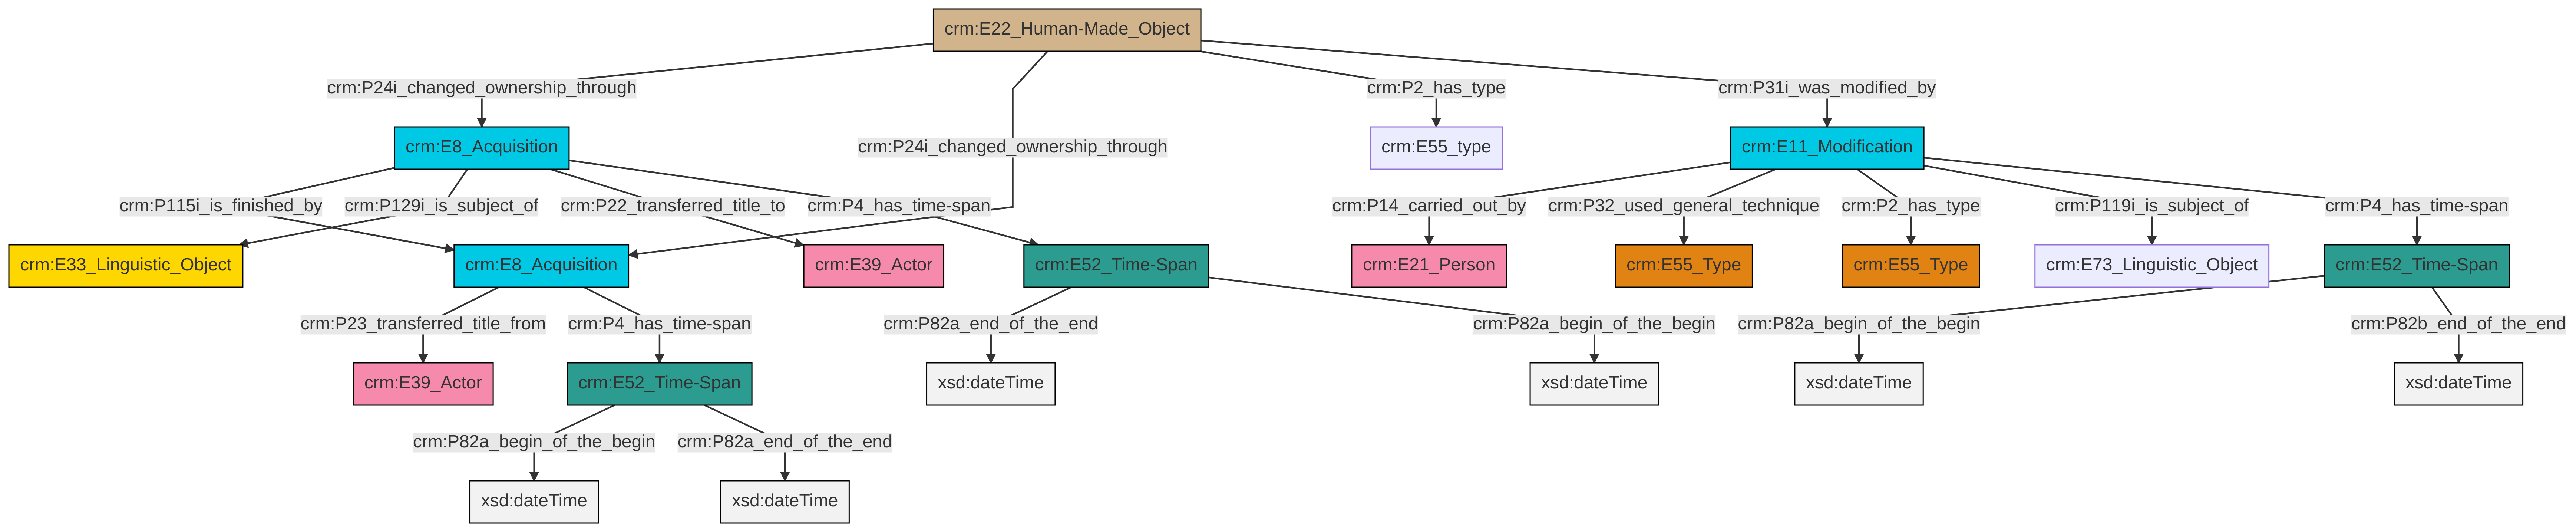 crm:E22_Human-Made_Object
crm:P24i_changed_ownership_through
crm:P2_has_type
crm:P31i_was_modified_by
crm:E8_Acquisition
crm:P24i_changed_ownership_through
crm:E55_type
crm:E11_Modification
crm:P115i_is_finished_by
crm:P129i_is_subject_of
crm:P22_transferred_title_to
crm:P4_has_time-span
crm:P14_carried_out_by
crm:P32_used_general_technique
crm:P2_has_type
crm:P119i_is_subject_of
crm:P4_has_time-span
crm:E33_Linguistic_Object
crm:E8_Acquisition
crm:E39_Actor
crm:E52_Time-Span
crm:E21_Person
crm:E55_Type
crm:E55_Type
crm:E73_Linguistic_Object
crm:E52_Time-Span
crm:P23_transferred_title_from
crm:P4_has_time-span
crm:P82a_end_of_the_end
crm:P82a_begin_of_the_begin
crm:P82a_begin_of_the_begin
crm:P82b_end_of_the_end
crm:E39_Actor
crm:E52_Time-Span
xsd:dateTime
xsd:dateTime
xsd:dateTime
xsd:dateTime
crm:P82a_begin_of_the_begin
crm:P82a_end_of_the_end
xsd:dateTime
xsd:dateTime